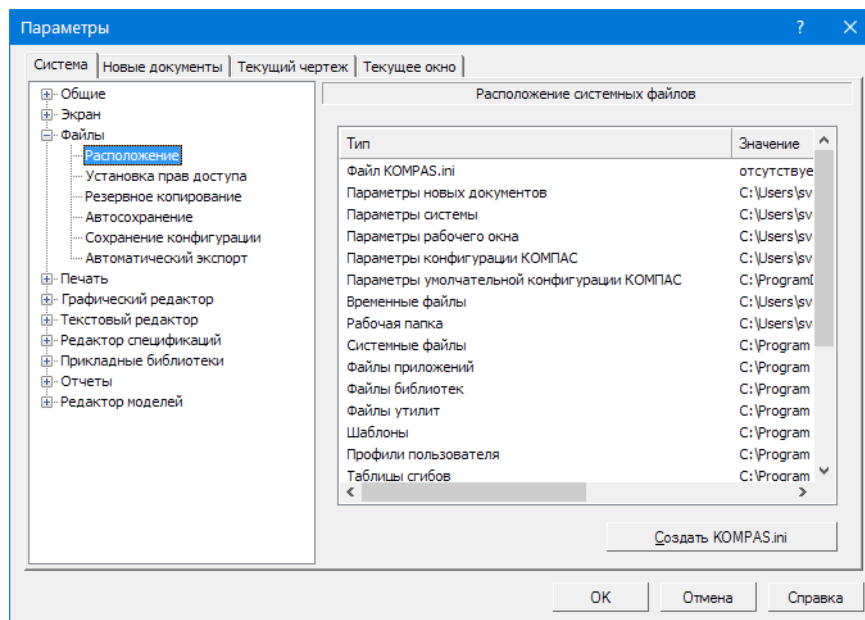 Параметры
?
Система Новые документы Текущий чертеж Текущее окно
Общие
Экран
Файлы
Расположение
Установка прав доступа
Резервное копирование
Автосохранение
Сохранение конфигурации
Автоматический экспорт
Печать
Графический редактор
Текстовый редактор
Редактор спецификаций
Прикладные библиотеки
Отчеты
Редактор моделей
Расположение системных файлов
Тип Значение
Файл KOMPAS.ini отсутствуе
Параметры новых документов C:\Users\sv
Параметры системы C:\Users\sv
Параметры рабочего окна C:\Users\sv
Параметры конфигурации КОМПАС C:\Users\sv
Параметры умолчательной конфигурации КОМПАС C:\ProgramD
Временные файлы C:\Users\sv
Рабочая папка C:\Users\sv
Системные файлы C:\Program
Файлы приложений C:\Program
Файлы библиотек C:\Program
Файлы утилит C:\Program
Шаблоны C:\Program
Профили пользователя C:\Program
Таблицы сгибов C:\Program
Создать KOMPAS.ini
OK Отмена Справка